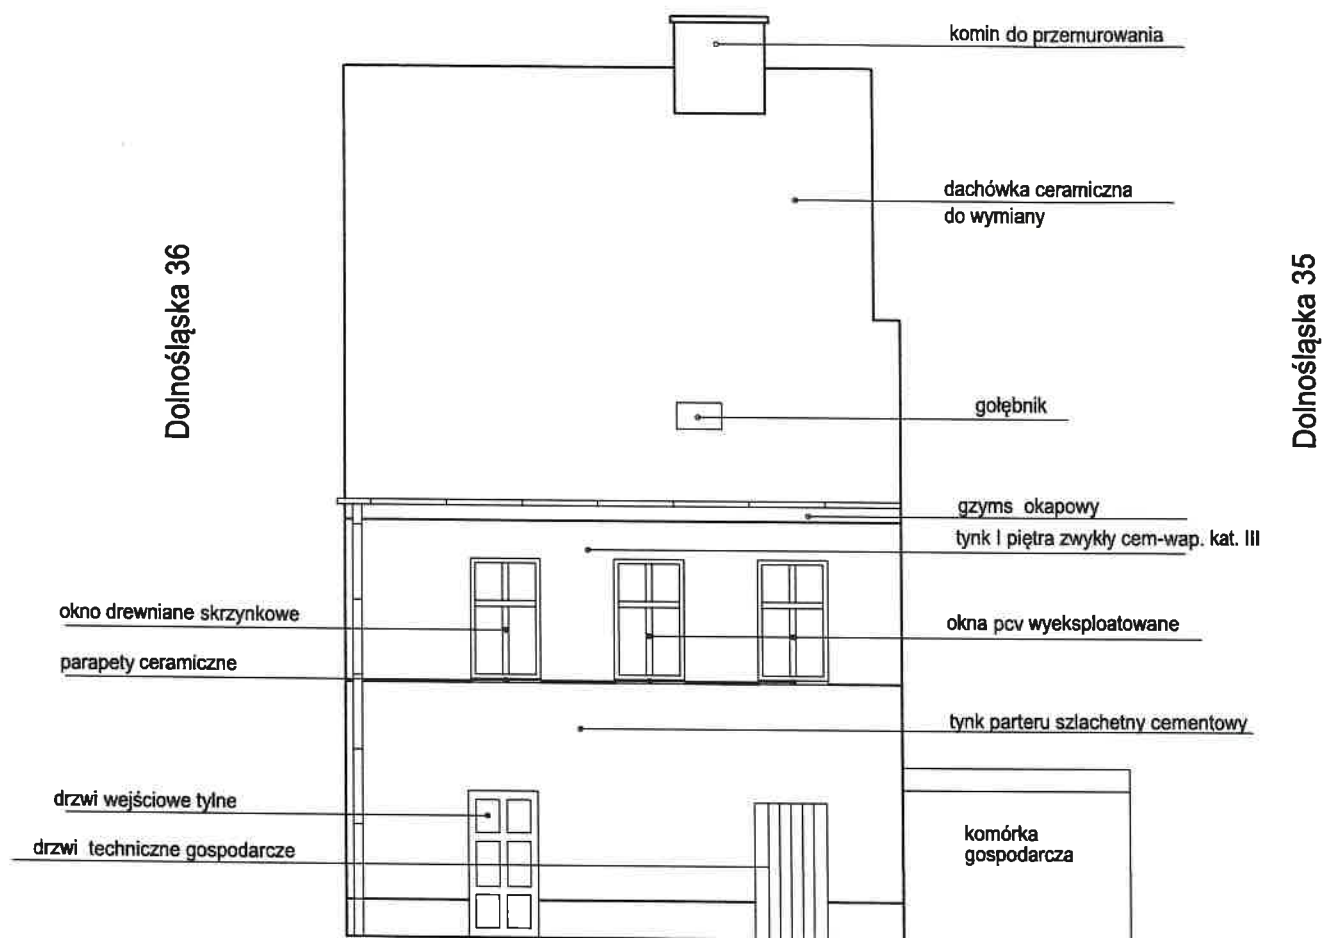 komin do przemurowania
dachówka ceramiczna
do wymiany
Dolnośląska 36
Dolnośląska 35
gołębnik
gzyms okapowy
tynk I piętra zwykły cem-wap. kat. III
okno drewniane skrzynkowe
okna pcv wyeksploatowane
parapety ceramiczne
tynk parteru szlachetny cementowy
drzwi wejściowe tylne
drzwi techniczne gospodarcze
komórka
gospodarcza